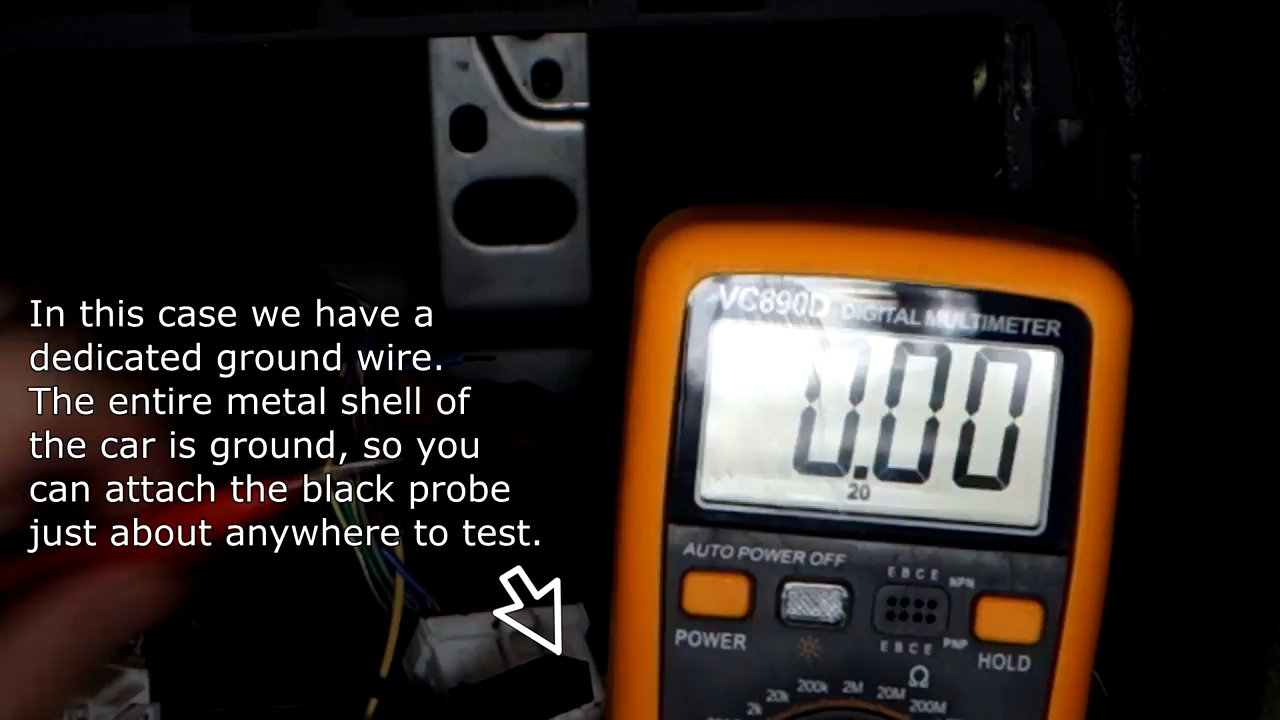 VC890D DIGITAL MULTIMETER
In this case we have a
dedicated ground wire.
The entire metal shell of
the car is ground, so you
can attach the black probe
just about anywhere to test.
0.00
20
AUTO POWER OFF
E B C E NPN
POWER
E B C E PNP
HOLD
Ω
2k 20k 200k 2M 20M 200M